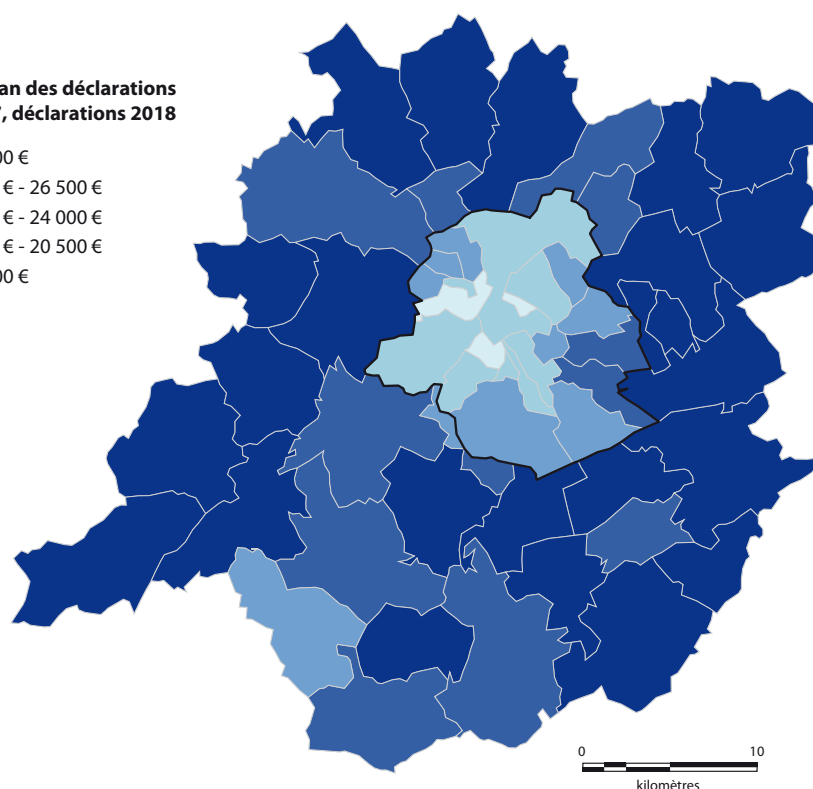 an des déclarations
, déclarations 2018
00 €
€ - 26 500 €
€ - 24 000 €
€ - 20 500 €
00 €
0 10
kilomètres